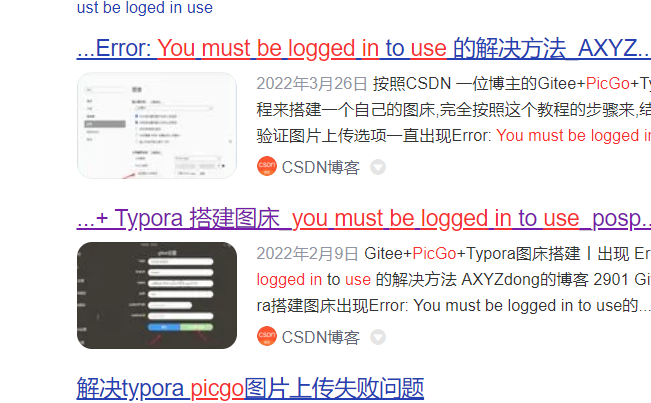 ust be loged in use
...Error: You must be logged in to use 的解决方法_AXYZ..
2022年3月26日 按照CSDN 一位博主的Gitee+PicGo+Ty
程来搭建一个自己的图床,完全按照这个教程的步骤来,结
验证图片上传选项一直出现Error: You must be logged in
CSDN博客
...+ Typora 搭建图床_you must be logged in to use_posp..
2022年2月9日 Gitee+PicGo+Typora图床搭建丨出现 Er
logged in to use 的解决方法 AXYZdong的博客 2901 Gi
ra搭建图床出现Error: You must be logged in to use的...
CSDN博客
解决typora picgo图片上传失败问题